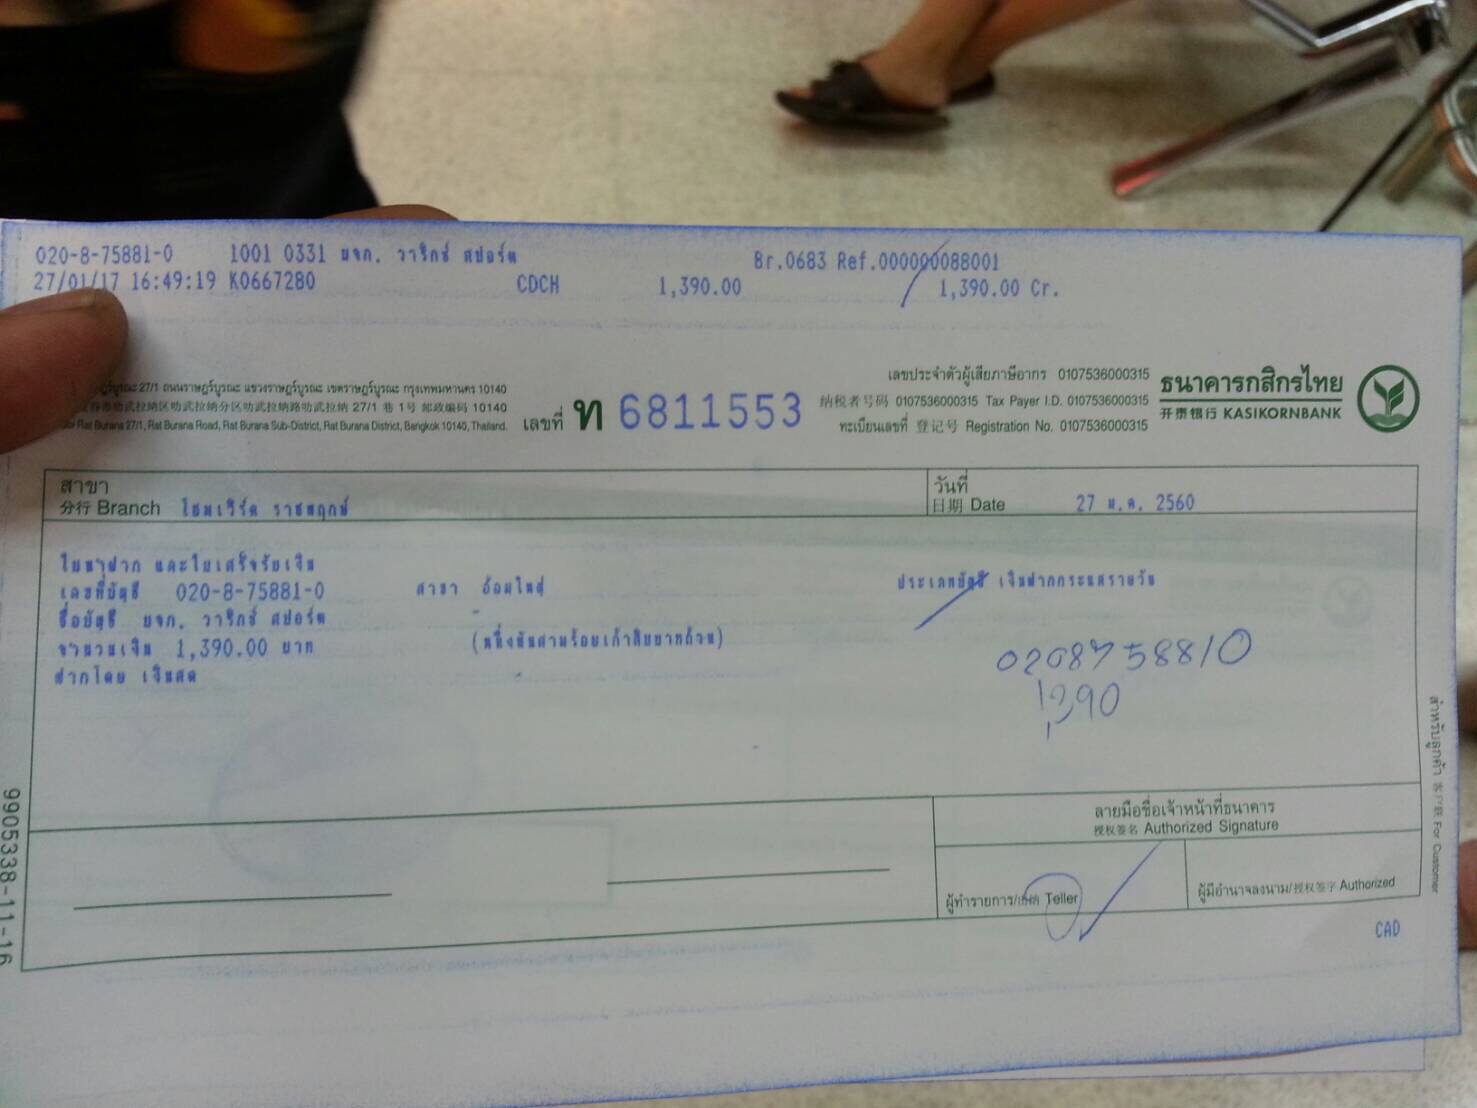 020-8-75881-0 1001 0331 บจก. วาริกซ์ สปอร์ต Br.0683 Ref.000000088001
27/01/17 16:49:19 K0667280 CDCH 1,390.00 1,390.00 Cr.
27/1 ถนนราษฎร์บูรณะ แขวงราษฎร์บูรณะ เขตราษฎร์บูรณะ กรุงเทพมหานคร 10140
27/1 巷 1号 邮政编码 10140
Rat Burana 27/1, Rat Burana Road, Rat Burana Sub-District, Rat Burana District, Bangkok 10140, Thailand.
เลขที่ ท 6811553
เลขประจำตัวผู้เสียภาษีอากร 0107536000315
纳税者号码 0107536000315 Tax Payer I.D. 0107536000315
ทะเบียนเลขที่ 登记号 Registration No. 0107536000315
ธนาคารกสิกรไทย
开泰银行 KASIKORNBANK
สาขา
分行 Branch โฮมเวิร์ค ราชพฤกษ์
วันที่
日期 Date 27 ม.ค. 2560
ใบนำฝาก และใบเสร็จรับเงิน
เลขที่บัญชี 020-8-75881-0 สาขา อ้อมใหญ่ ประเภทบัญชี เงินฝากกระแสรายวัน
ชื่อบัญชี บจก. วาริกซ์ สปอร์ต
จำนวนเงิน 1,390.00 บาท (หนึ่งพันสามร้อยเก้าสิบบาทถ้วน)
ฝากโดย เงินสด
0208758810
1,390
ลายมือชื่อเจ้าหน้าที่ธนาคาร
授权签名 Authorized Signature
ผู้ทำรายการ/ Teller
ผู้มีอำนาจลงนาม/授权签字 Authorized
CAD
สำหรับลูกค้า 客户联 For Customer
9905338-11-16